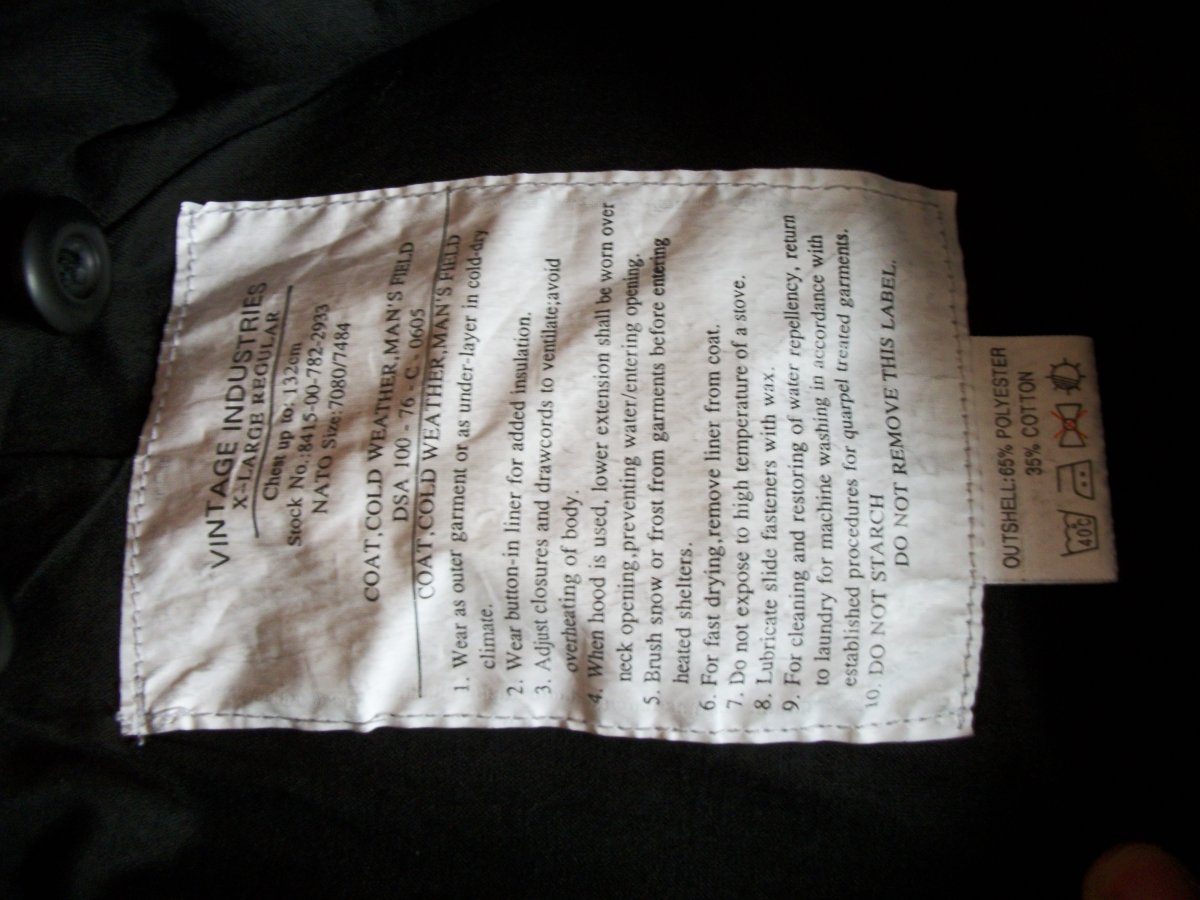 VINTAGE INDUSTRIES
X-LARGE REGULAR
Chest up to: 132cm
Stock No.:8415-00-782-2933
NATO Size:7080/7484
COAT,COLD WEATHER,MAN'S FIELD
DSA 100 - 76 - C - 0605
COAT,COLD WEATHER,MAN'S FIELD
1. Wear as outer garment or as under-layer in cold-dry
climate.
2. Wear button-in liner for added insulation.
3. Adjust closures and drawcords to ventilate;avoid
overheating of body.
4. When hood is used, lower extension shall be worn over
neck opening,preventing water/entering opening.
5. Brush snow or frost from garments before entering
heated shelters.
6. For fast drying,remove liner from coat.
7. Do not expose to high temperature of a stove.
8. Lubricate slide fasteners with wax.
9. For cleaning and restoring of water repellency, return
to laundry for machine washing in accordance with
established procedures for quarpel treated garments.
10. DO NOT STARCH
DO NOT REMOVE THIS LABEL.
OUTSHELL:65% POLYESTER
35% COTTON
40°C